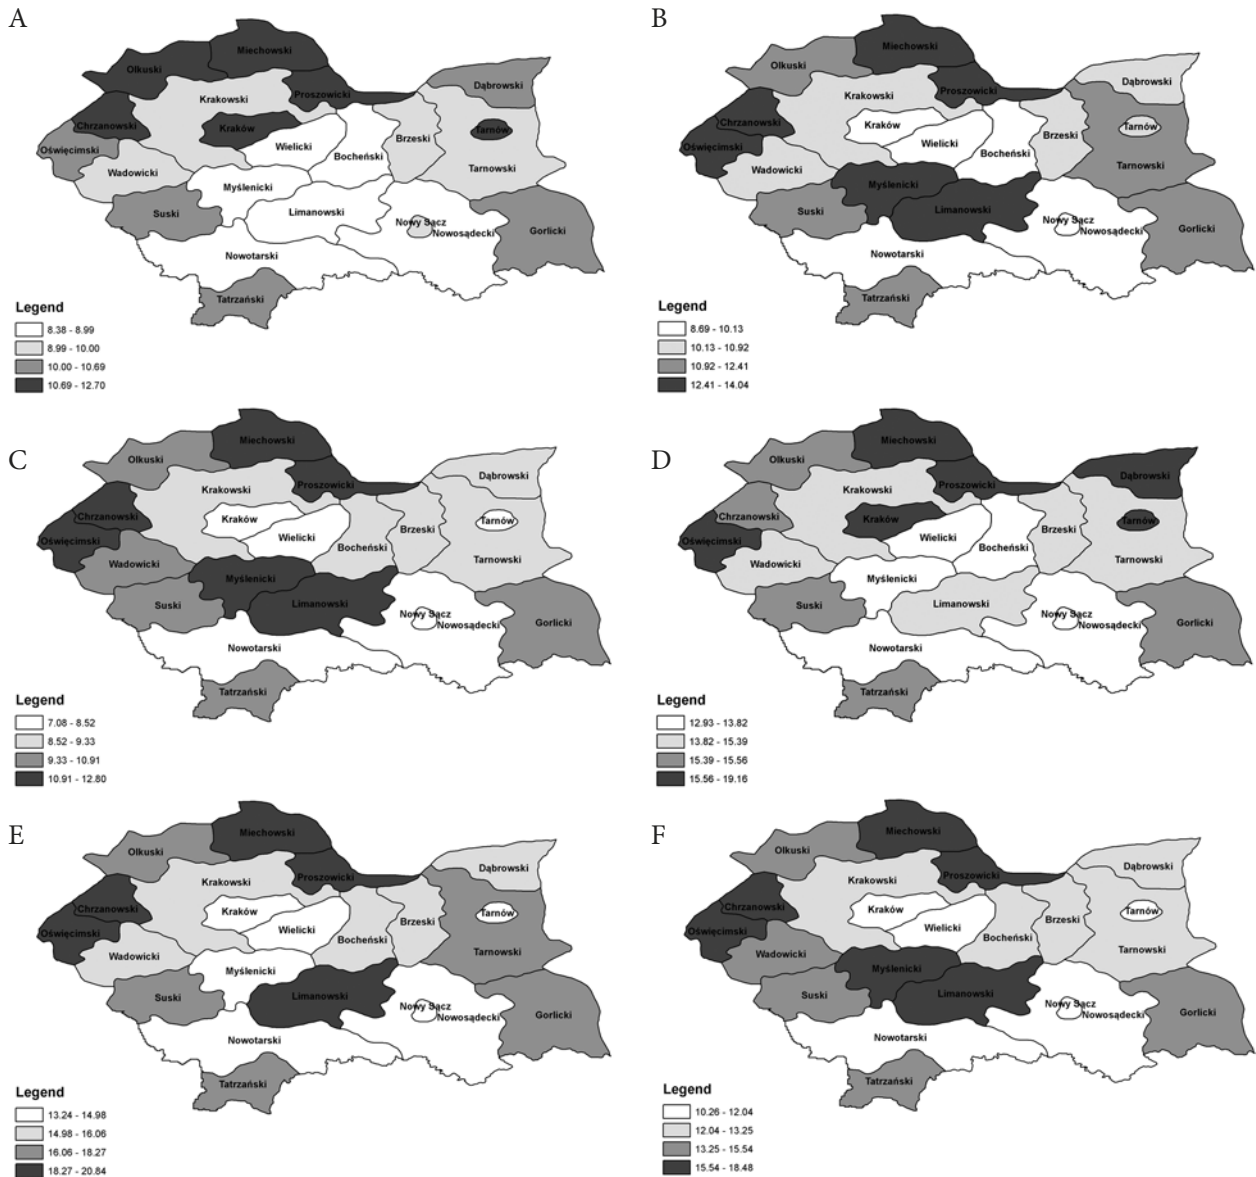 A
Miechowski
Olkuski
Dąbrowski
Krakowski
Proszowicki
Chrzanowski
Kraków
Tarnów
Brzeski
Oświęcimski
Wielicki
Bocheński
Wadowicki
Tarnowski
Myślenicki
Suski
Limanowski
Nowy Sącz
Nowosądecki
Gorlicki
Nowotarski
Tatrzański
Legend
8.38 - 8.99
8.99 - 10.00
10.00 - 10.69
10.69 - 12.70
B
Miechowski
Olkuski
Dąbrowski
Krakowski
Proszowicki
Chrzanowski
Kraków
Tarnów
Brzeski
Oświęcimski
Wielicki
Bocheński
Wadowicki
Tarnowski
Myślenicki
Suski
Limanowski
Nowy Sącz
Nowosądecki
Gorlicki
Nowotarski
Tatrzański
Legend
8.69 - 10.13
10.13 - 10.92
10.92 - 12.41
12.41 - 14.04
C
Miechowski
Olkuski
Dąbrowski
Krakowski
Proszowicki
Chrzanowski
Kraków
Tarnów
Brzeski
Oświęcimski
Wielicki
Bocheński
Wadowicki
Tarnowski
Myślenicki
Suski
Limanowski
Nowy Sącz
Nowosądecki
Gorlicki
Nowotarski
Tatrzański
Legend
7.08 - 8.52
8.52 - 9.33
9.33 - 10.91
10.91 - 12.80
D
Miechowski
Olkuski
Dąbrowski
Krakowski
Proszowicki
Chrzanowski
Kraków
Tarnów
Brzeski
Oświęcimski
Wielicki
Bocheński
Wadowicki
Tarnowski
Myślenicki
Suski
Limanowski
Nowy Sącz
Nowosądecki
Gorlicki
Nowotarski
Tatrzański
Legend
12.93 - 13.82
13.82 - 15.39
15.39 - 15.56
15.56 - 19.16
E
Miechowski
Olkuski
Dąbrowski
Krakowski
Proszowicki
Chrzanowski
Kraków
Tarnów
Brzeski
Oświęcimski
Wielicki
Bocheński
Wadowicki
Tarnowski
Myślenicki
Suski
Limanowski
Nowy Sącz
Nowosądecki
Gorlicki
Nowotarski
Tatrzański
Legend
13.24 - 14.98
14.98 - 16.06
16.06 - 18.27
18.27 - 20.84
F
Miechowski
Olkuski
Dąbrowski
Krakowski
Proszowicki
Chrzanowski
Kraków
Tarnów
Brzeski
Oświęcimski
Wielicki
Bocheński
Wadowicki
Tarnowski
Myślenicki
Suski
Limanowski
Nowy Sącz
Nowosądecki
Gorlicki
Nowotarski
Tatrzański
Legend
10.26 - 12.04
12.04 - 13.25
13.25 - 15.54
15.54 - 18.48